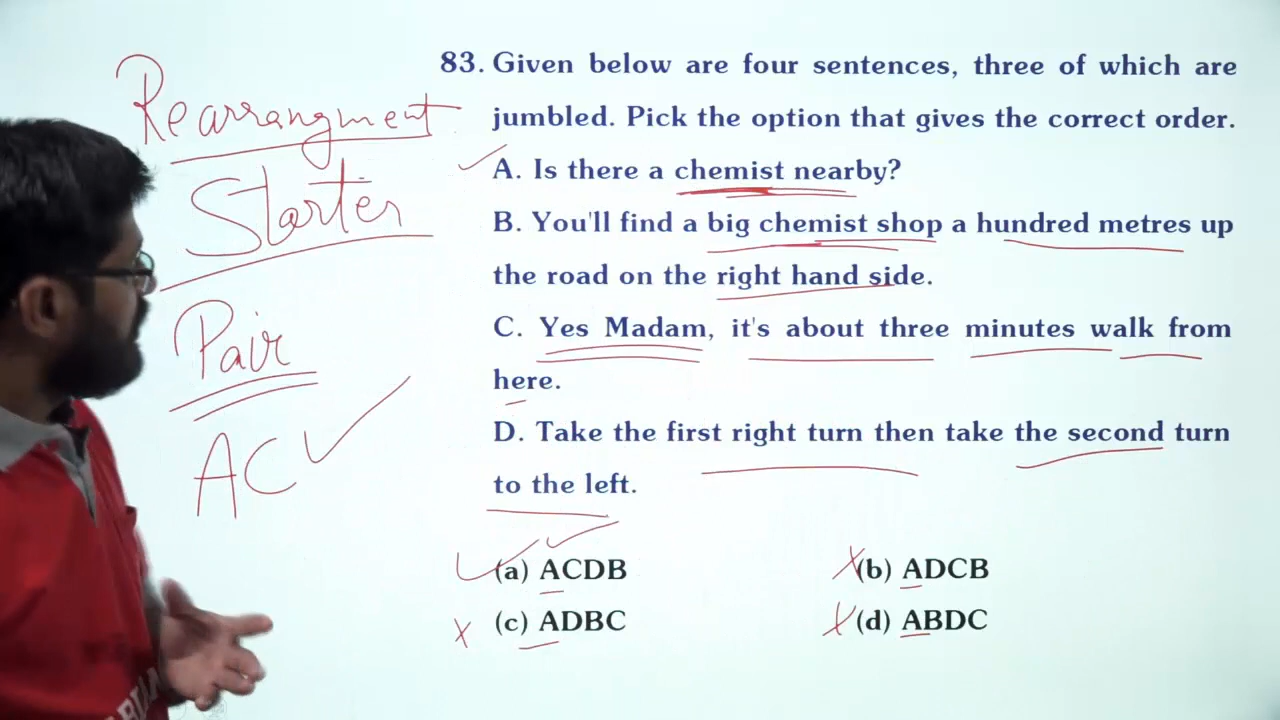 Rearrangment
Starter
Pair
AC
83. Given below are four sentences, three of which are
jumbled. Pick the option that gives the correct order.
A. Is there a chemist nearby?
B. You'll find a big chemist shop a hundred metres up
the road on the right hand side.
C. Yes Madam, it's about three minutes walk from
here.
D. Take the first right turn then take the second turn
to the left.
(a) ACDB (b) ADCB
(c) ADBC (d) ABDC